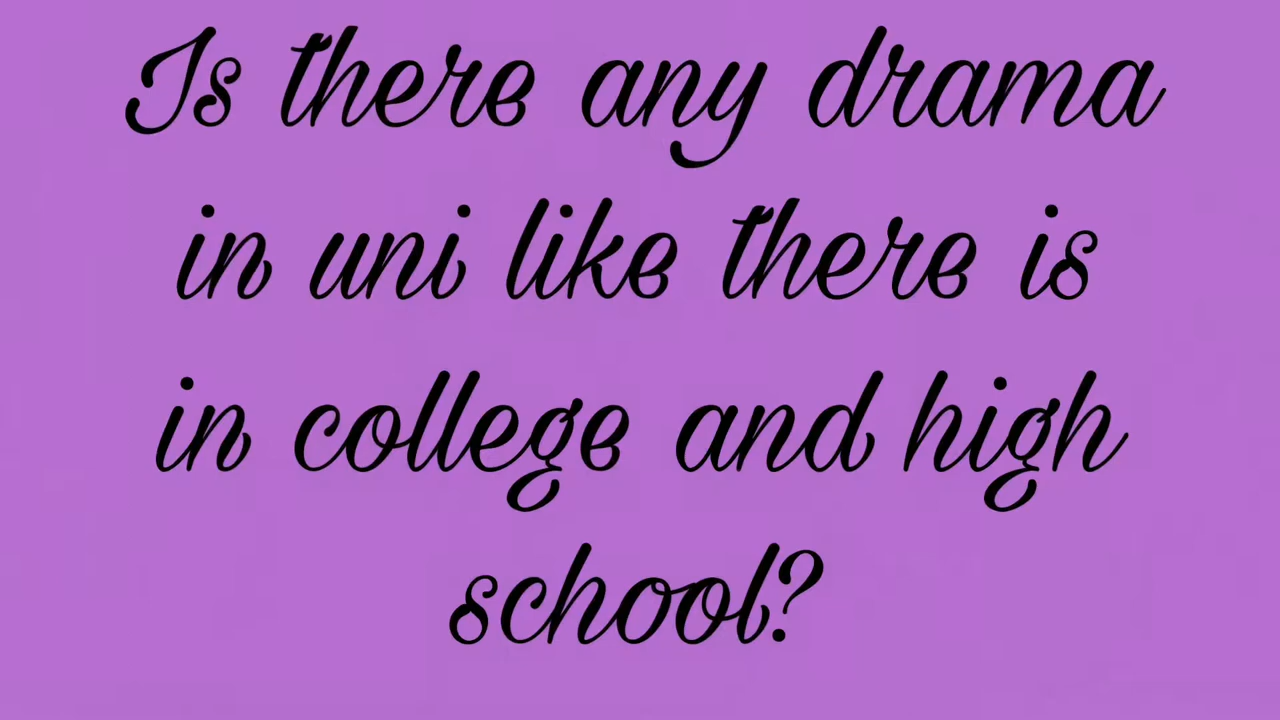 Is there any drama
in uni like there is
in college and high
school?